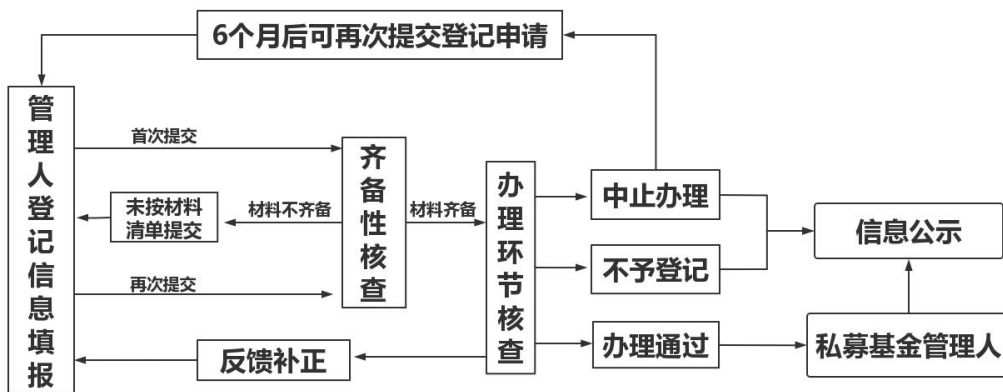 6个月后可再次提交登记申请
管理人登记信息填报
首次提交
未按材料
清单提交
材料不齐备
再次提交
反馈补正
齐备性核查
材料齐备
办理环节核查
中止办理
不予登记
办理通过
信息公示
私募基金管理人